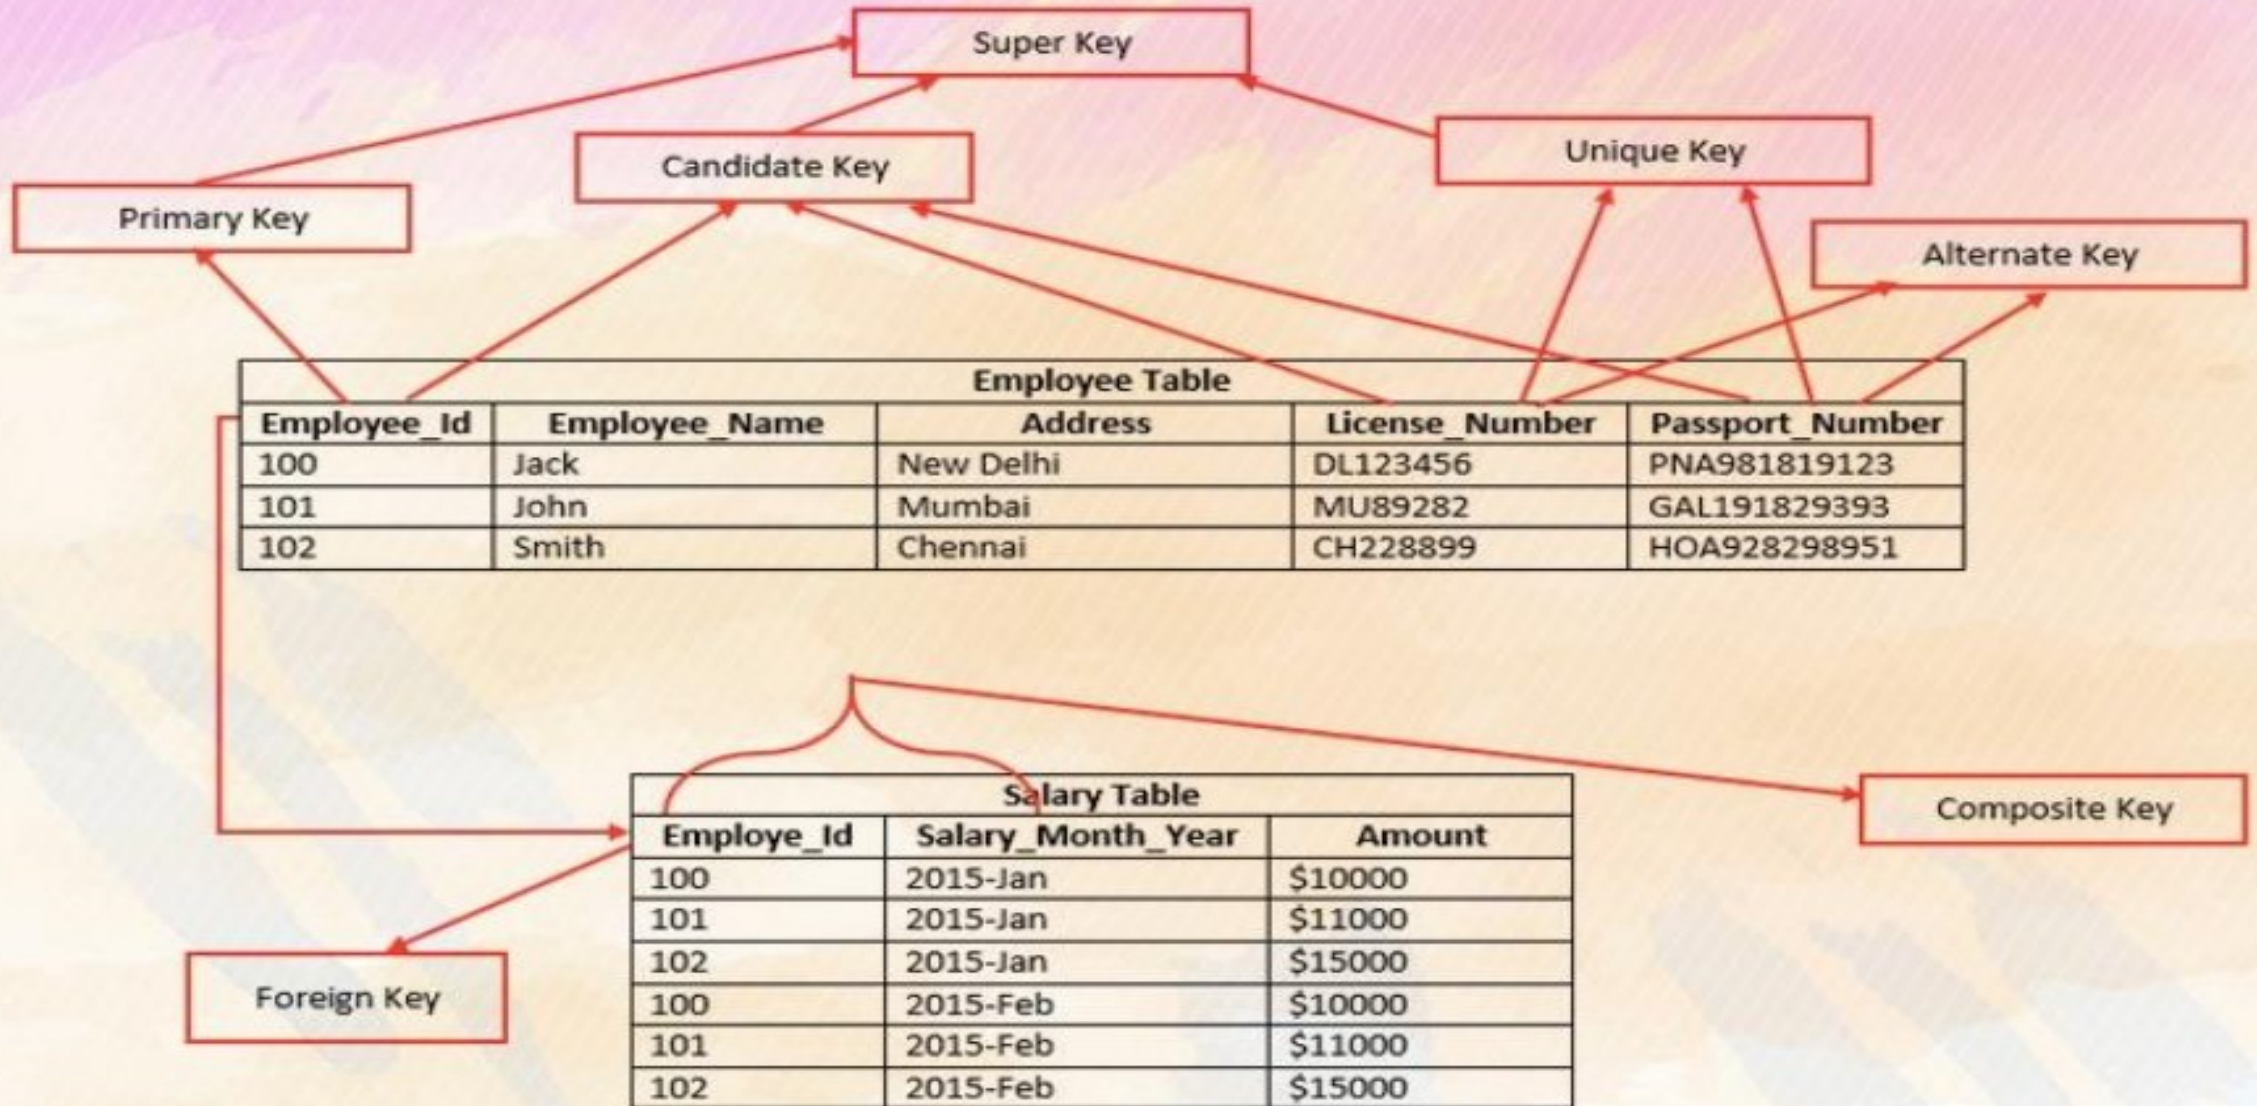 Super Key
Unique Key
Candidate Key
Primary Key
Alternate Key
Employee Table
Employee_Id Employee_Name Address License_Number Passport_Number
100 Jack New Delhi DL123456 PNA981819123
101 John Mumbai MU89282 GAL191829393
102 Smith Chennai CH228899 HOA928298951
Salary Table
Employe_Id Salary_Month_Year Amount
Composite Key
100 2015-Jan $10000
101 2015-Jan $11000
102 2015-Jan $15000
Foreign Key
100 2015-Feb $10000
101 2015-Feb $11000
102 2015-Feb $15000